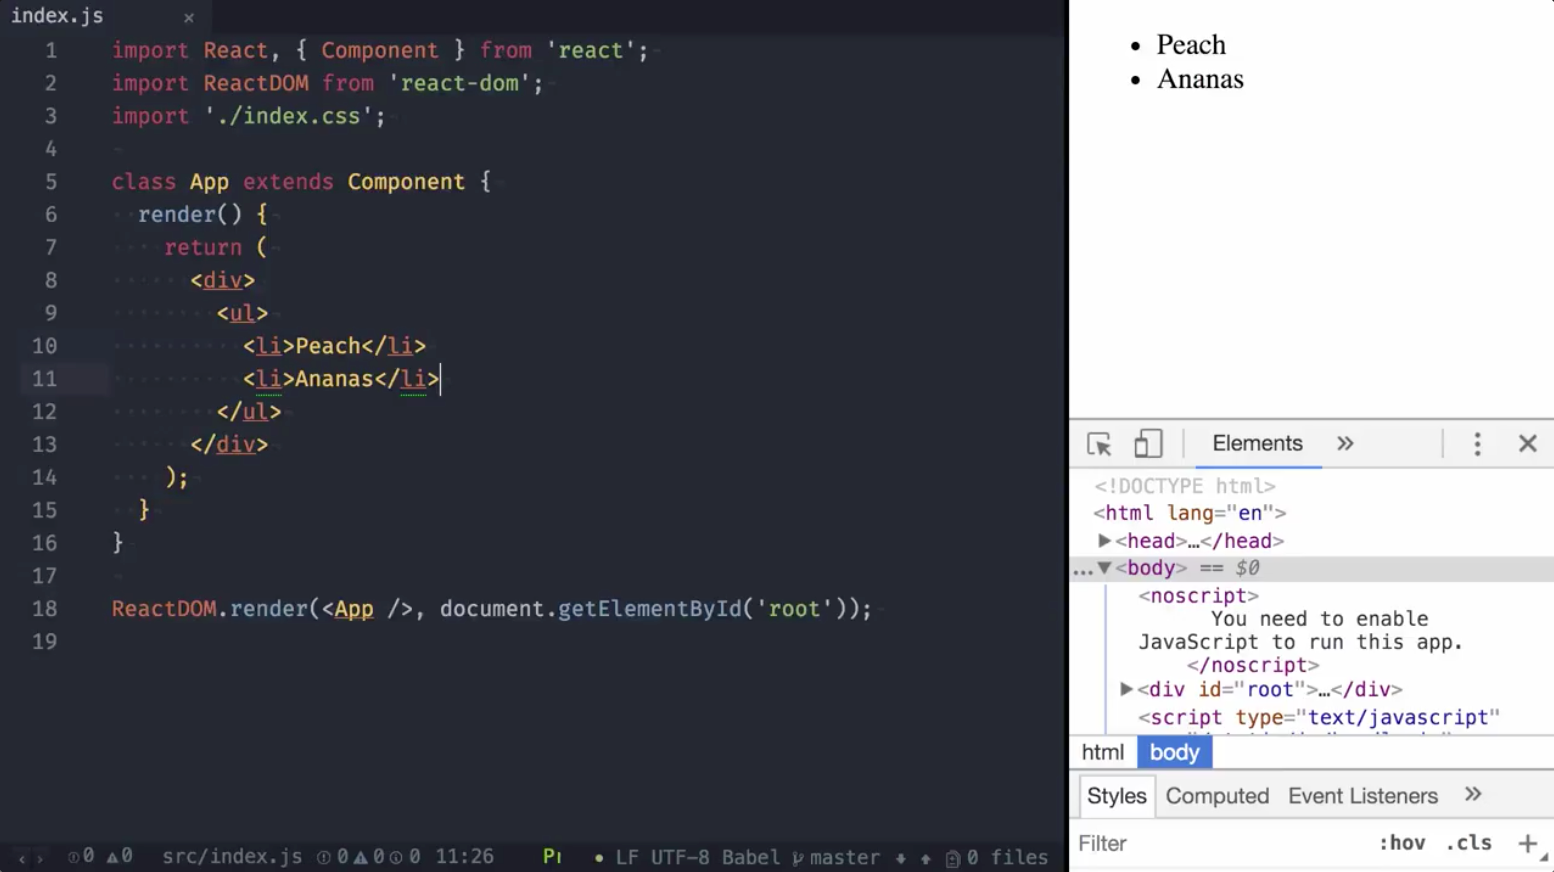 index.js ×
1 import React, { Component } from 'react';
2 import ReactDOM from 'react-dom';
3 import './index.css';
4
5 class App extends Component {
6 render() {
7 return (
8 <div>
9 <ul>
10 <li>Peach</li>
11 <li>Ananas</li>
12 </ul>
13 </div>
14 );
15 }
16 }
17
18 ReactDOM.render(<App />, document.getElementById('root'));
19
0 0 src/index.js 0 0 0 11:26 LF UTF-8 Babel master 0 files
• Peach
• Ananas
Elements »
<!DOCTYPE html>
<html lang="en">
▶<head>…</head>
…▼<body> == $0
<noscript>
You need to enable
JavaScript to run this app.
</noscript>
▶<div id="root">…</div>
<script type="text/javascript"
html body
Styles Computed Event Listeners »
Filter :hov .cls +